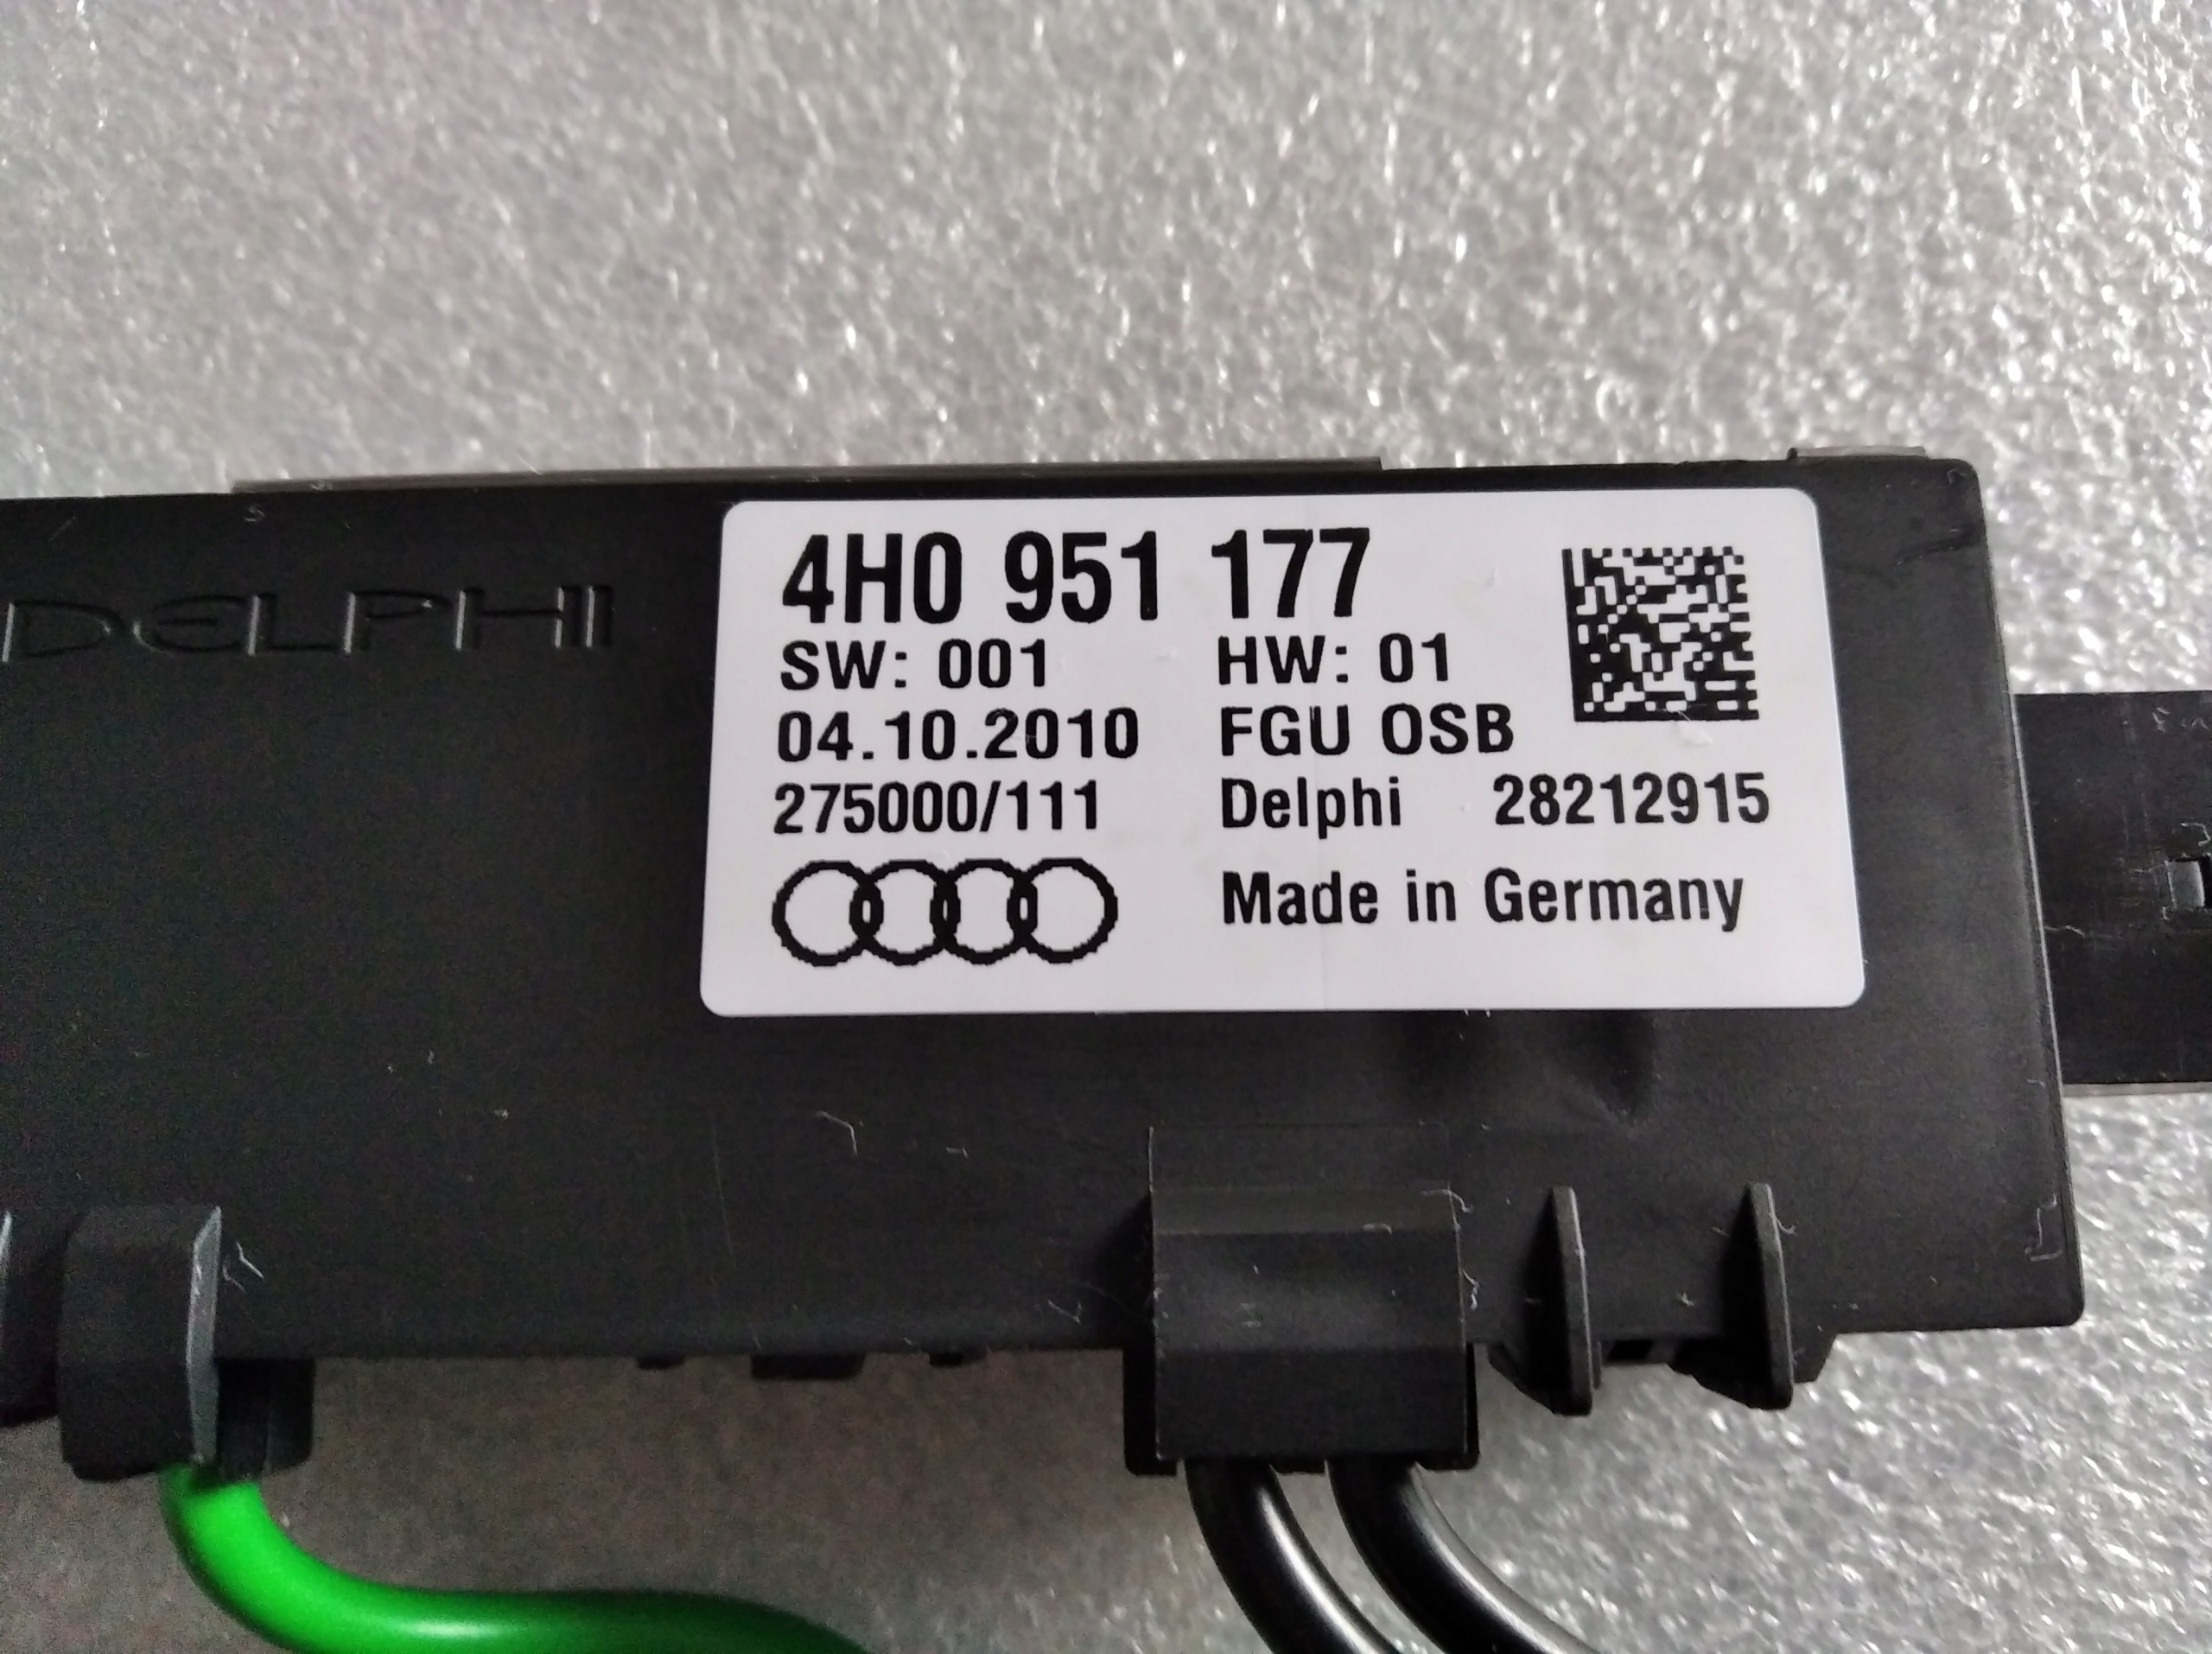 DELPHI
4H0 951 177
SW: 001 HW: 01
04.10.2010 FGU OSB
275000/111 Delphi 28212915
Made in Germany